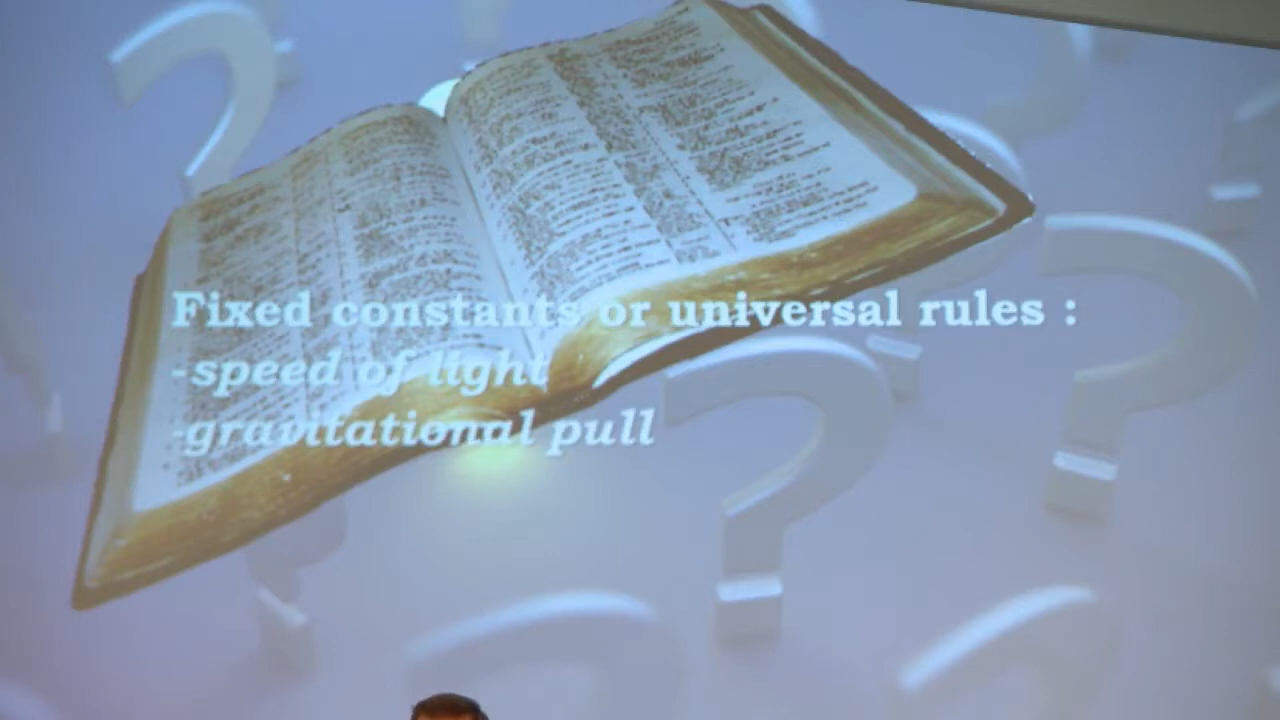 Fixed constants or universal rules :
-speed of light
-gravitational pull